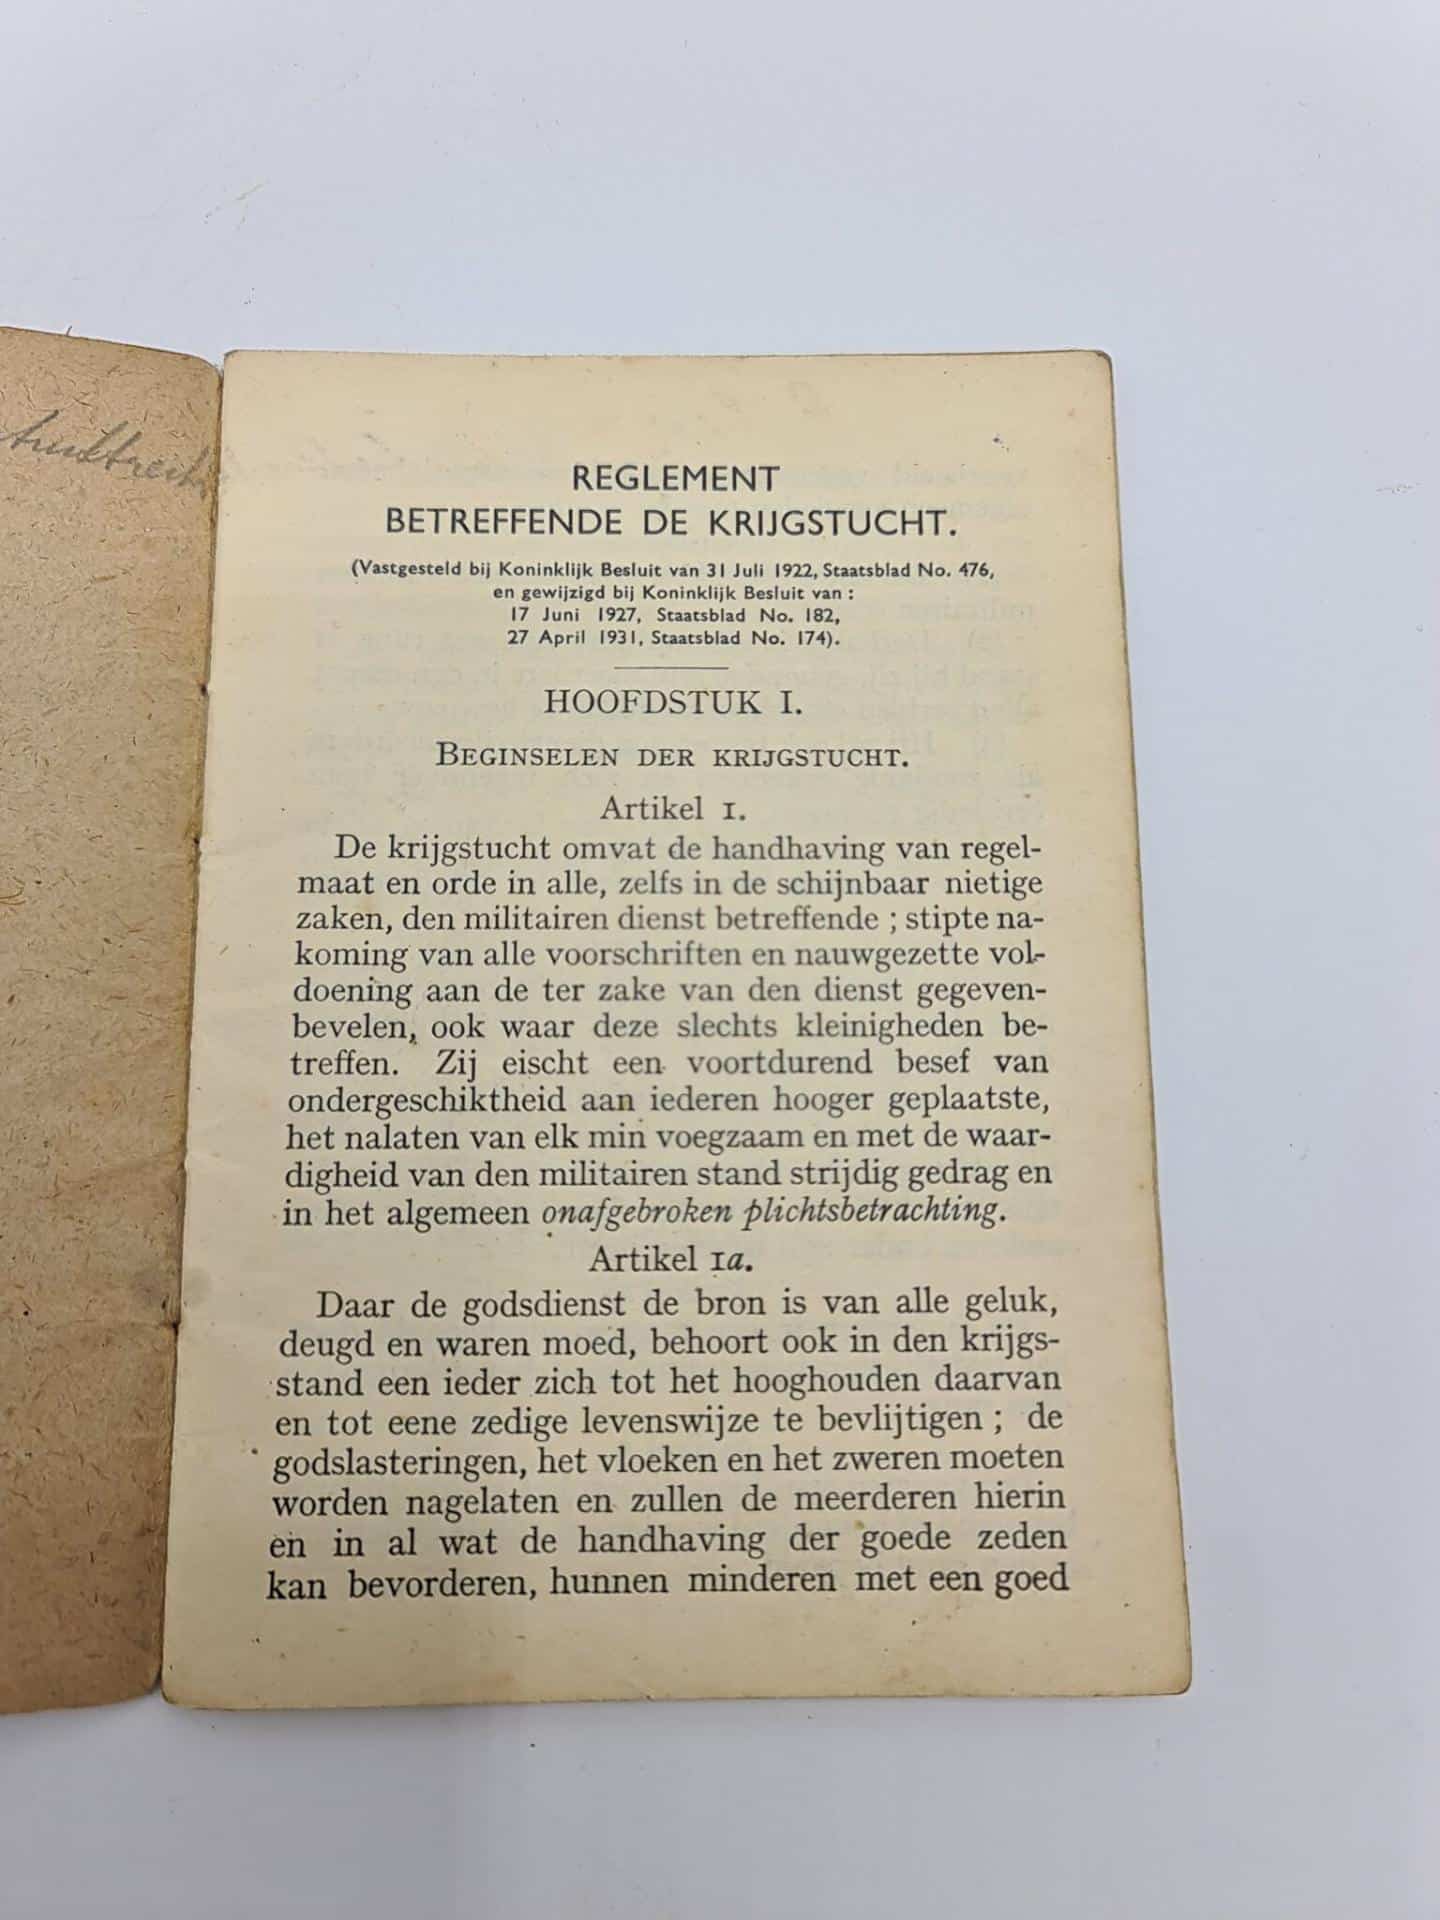 REGLEMENT
BETREFFENDE DE KRIJGSTUCHT.
(Vastgesteld bij Koninklijk Besluit van 31 Juli 1922, Staatsblad No. 476,
en gewijzigd bij Koninklijk Besluit van :
17 Juni 1927, Staatsblad No. 182,
27 April 1931, Staatsblad No. 174).
HOOFDSTUK I.
BEGINSELEN DER KRIJGSTUCHT.
Artikel 1.
De krijgstucht omvat de handhaving van regel-
maat en orde in alle, zelfs in de schijnbaar nietige
zaken, den militairen dienst betreffende ; stipte na-
koming van alle voorschriften en nauwgezette vol-
doening aan de ter zake van den dienst gegeven-
bevelen, ook waar deze slechts kleinigheden be-
treffen. Zij eischt een voortdurend besef van
ondergeschiktheid aan iederen hooger geplaatste,
het nalaten van elk min voegzaam en met de waar-
digheid van den militairen stand strijdig gedrag en
in het algemeen onafgebroken plichtsbetrachting.
Artikel 1a.
Daar de godsdienst de bron is van alle geluk,
deugd en waren moed, behoort ook in den krijgs-
stand een ieder zich tot het hooghouden daarvan
en tot eene zedige levenswijze te bevlijtigen ; de
godslasteringen, het vloeken en het zweren moeten
worden nagelaten en zullen de meerderen hierin
en in al wat de handhaving der goede zeden
kan bevorderen, hunnen minderen met een goed